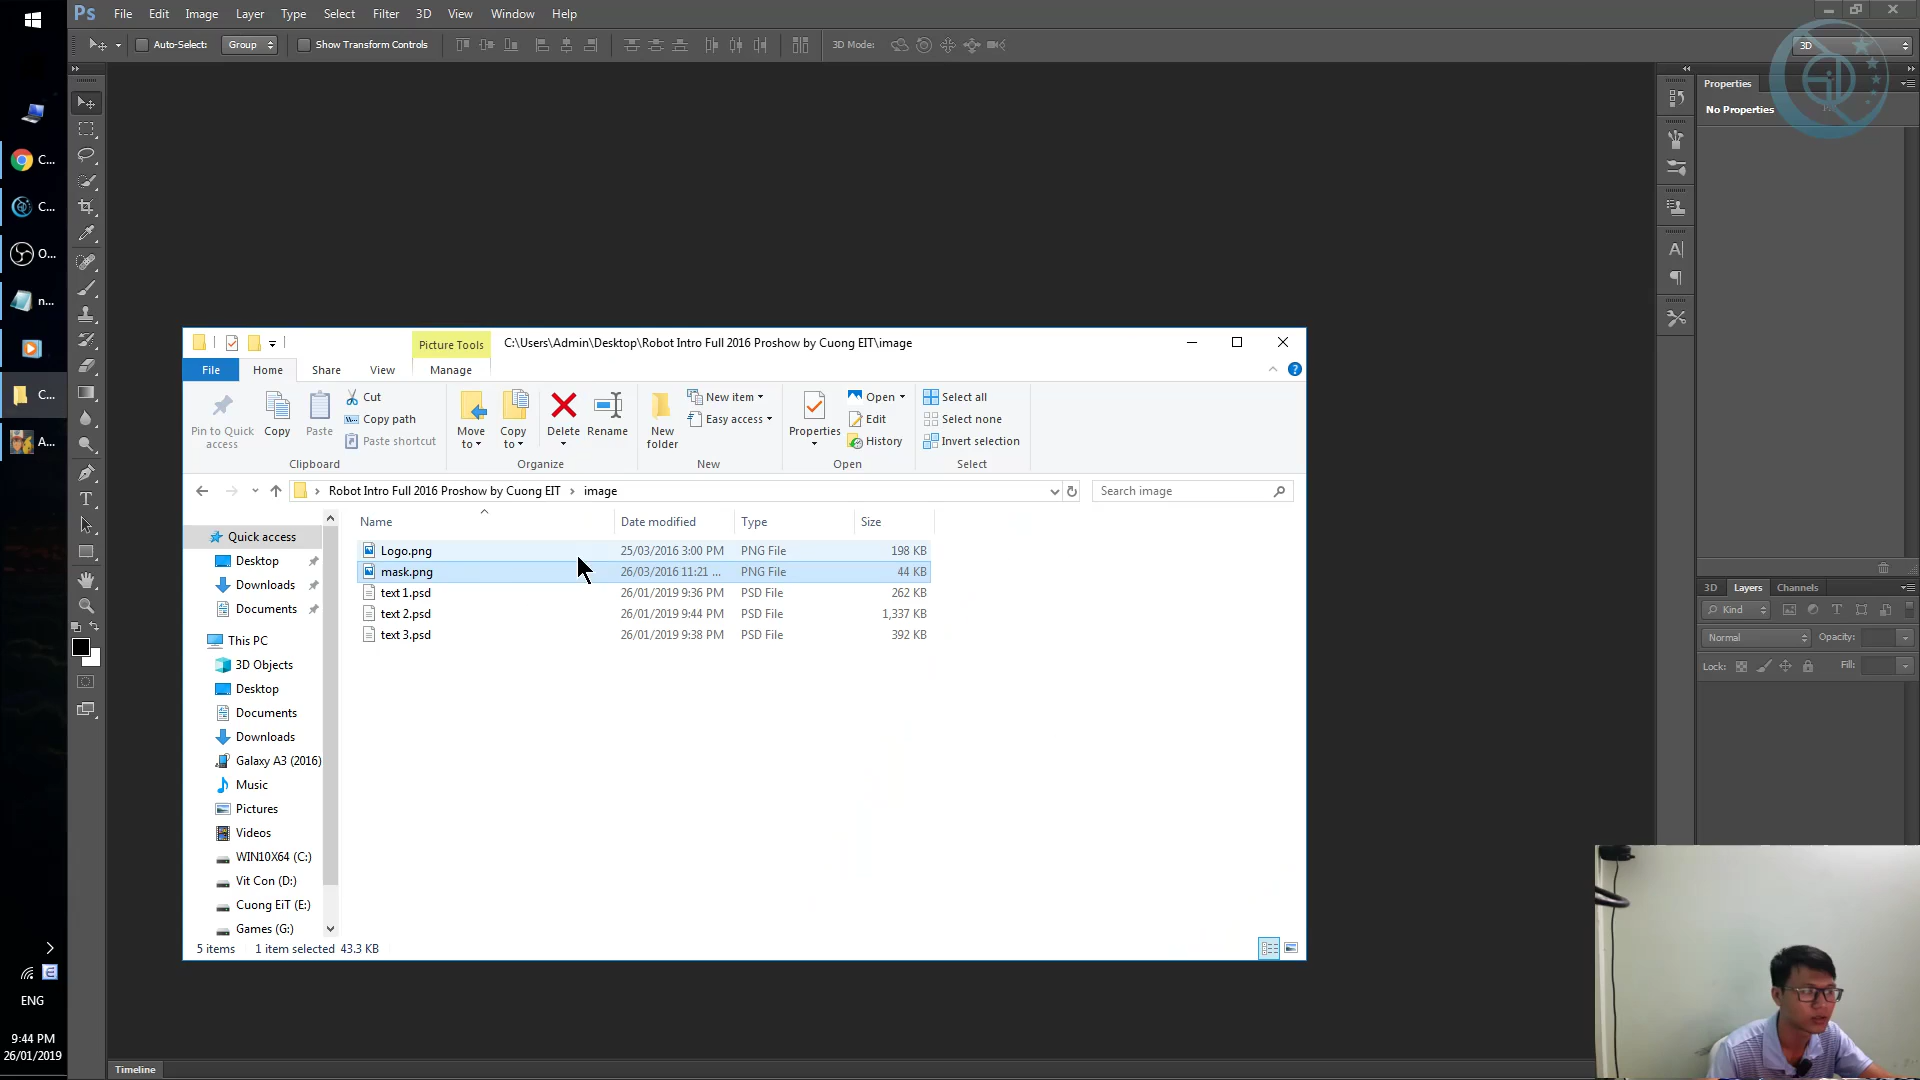 Ps File Edit Image Layer Type Select Filter 3D View Window Help
Auto-Select: Group Show Transform Controls 3D Mode: 3D
Properties
No Properties
C...
C...
O...
n...
C...
A...
Picture Tools C:\Users\Admin\Desktop\Robot Intro Full 2016 Proshow by Cuong EIT\image
File Home Share View Manage
Pin to Quick access
Copy
Paste
Cut
Copy path
Paste shortcut
Clipboard
Move to
Copy to
Delete
Rename
Organize
New folder
New item
Easy access
New
Properties
Open
Edit
History
Open
Select all
Select none
Invert selection
Select
Robot Intro Full 2016 Proshow by Cuong EIT > image
Search image
Name Date modified Type Size
Logo.png 25/03/2016 3:00 PM PNG File 198 KB
mask.png 26/03/2016 11:21 ... PNG File 44 KB
text 1.psd 26/01/2019 9:36 PM PSD File 262 KB
text 2.psd 26/01/2019 9:44 PM PSD File 1,337 KB
text 3.psd 26/01/2019 9:38 PM PSD File 392 KB
Quick access
Desktop
Downloads
Documents
This PC
3D Objects
Desktop
Documents
Downloads
Galaxy A3 (2016)
Music
Pictures
Videos
WIN10X64 (C:)
Vit Con (D:)
Cuong EiT (E:)
Games (G:)
5 items 1 item selected 43.3 KB
3D Layers Channels
Kind
Normal Opacity:
Lock: Fill:
ENG
9:44 PM
26/01/2019
Timeline